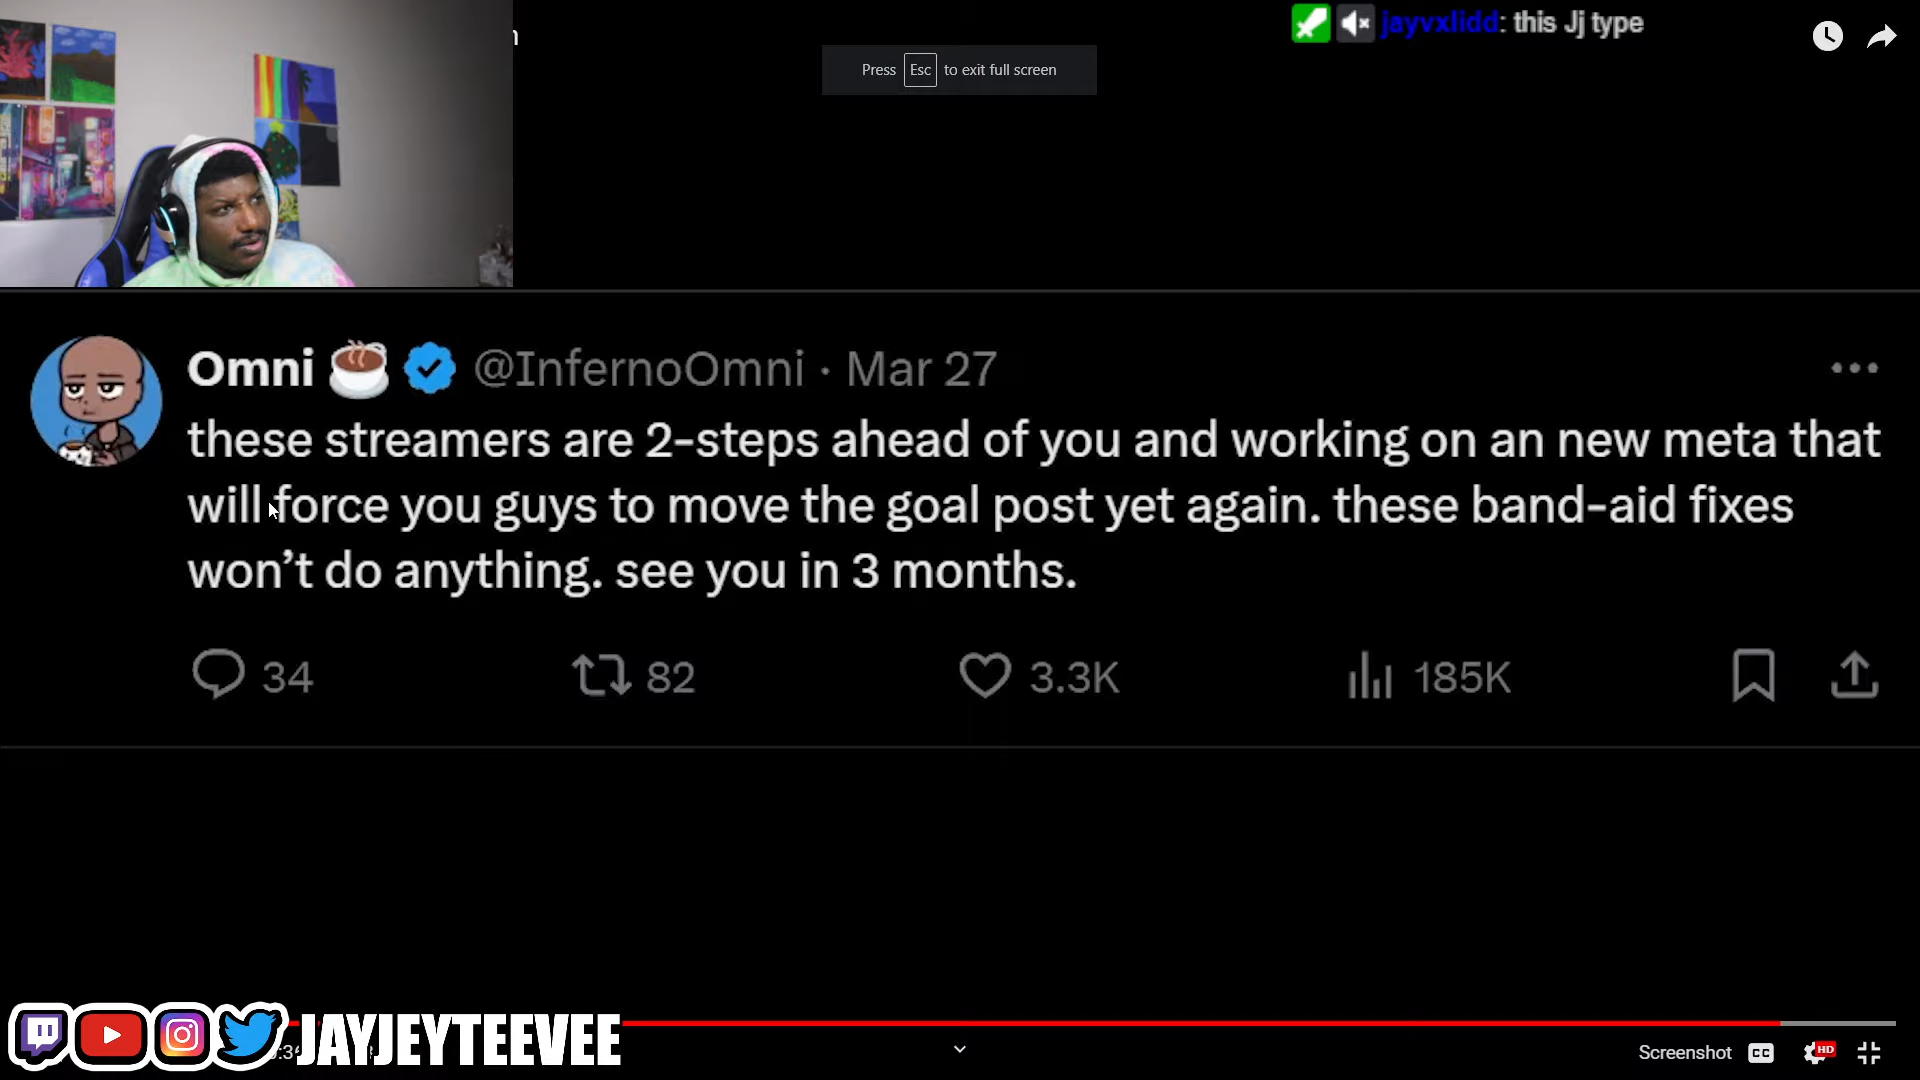 jayvxlidd: this Jj type
Press Esc to exit full screen
Omni @InfernoOmni · Mar 27
these streamers are 2-steps ahead of you and working on an new meta that
will force you guys to move the goal post yet again. these band-aid fixes
won’t do anything. see you in 3 months.
34 82 3.3K 185K
JAYJEYTEEVEE
Screenshot CC HD